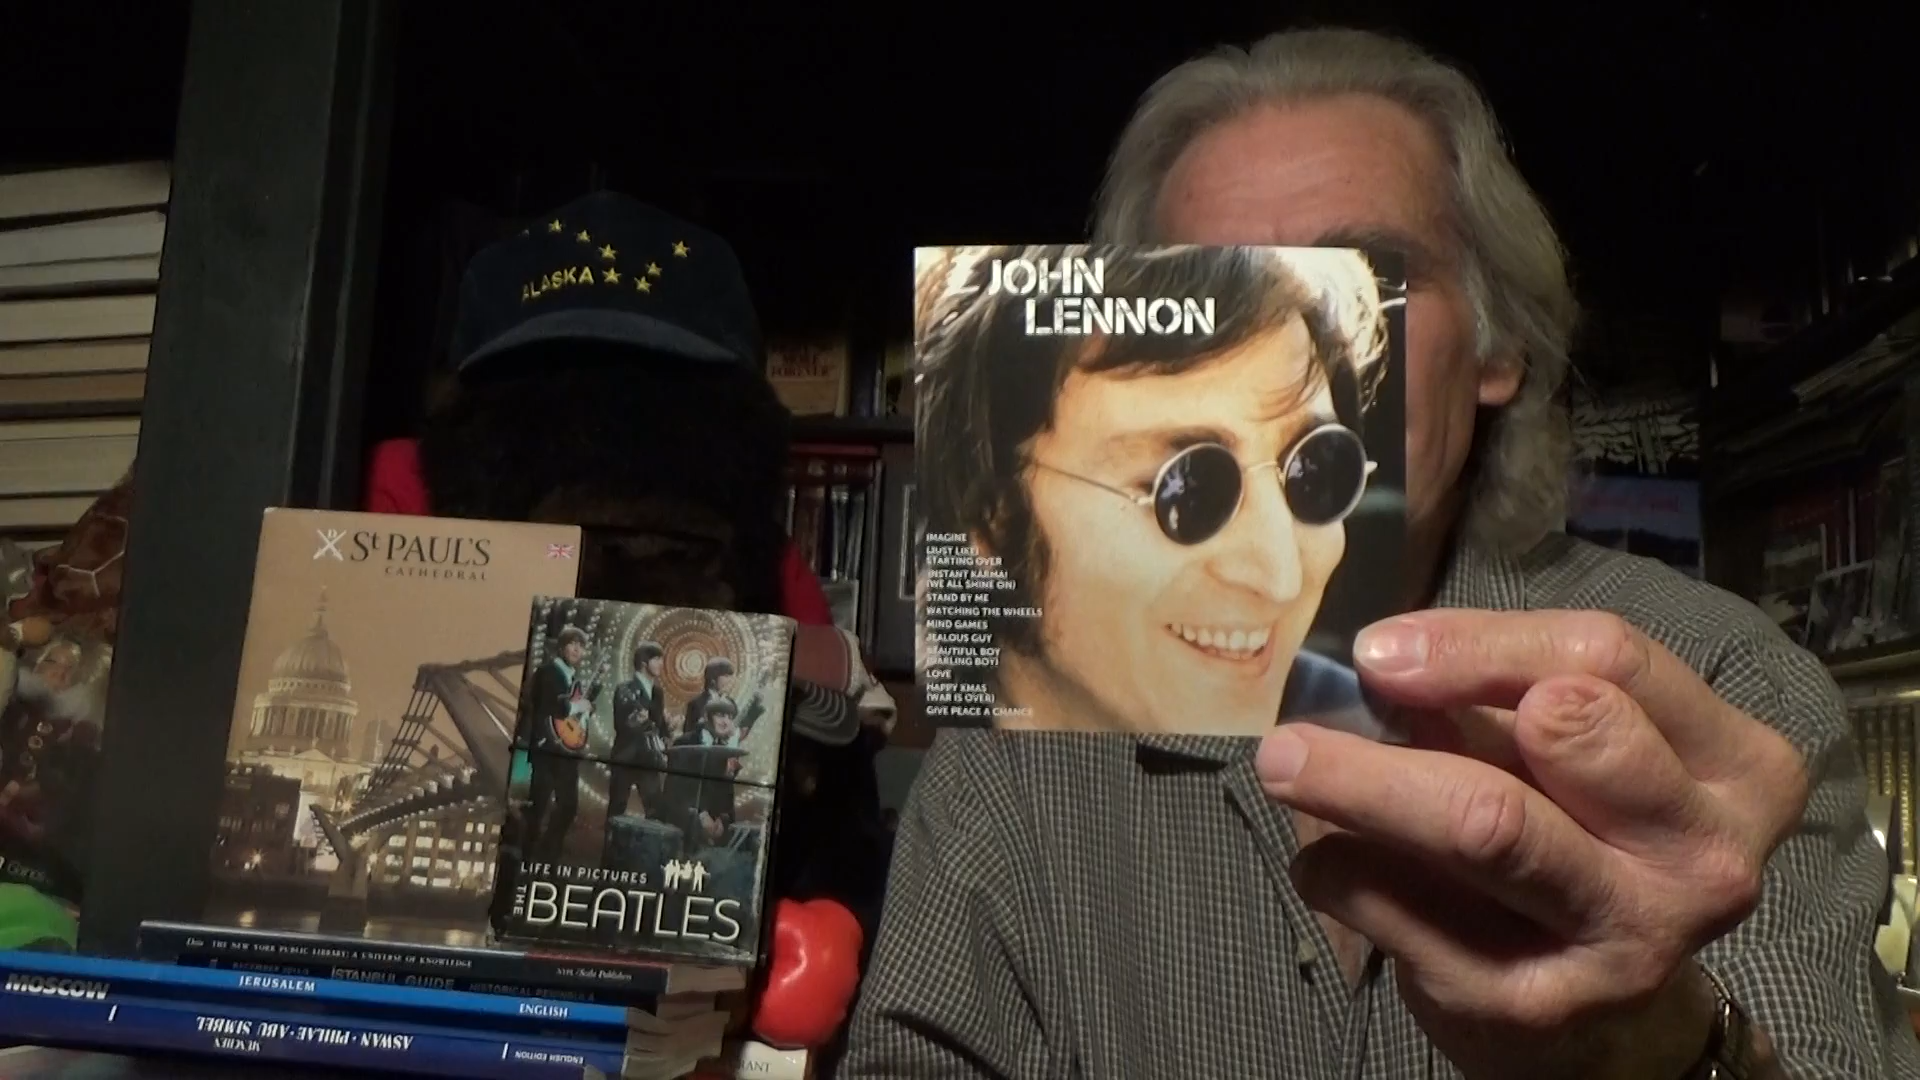 ALASKA
JOHN
LENNON
IMAGINE
(JUST LIKE)
STARTING OVER
INSTANT KARMA!
(WE ALL SHINE ON)
STAND BY ME
WATCHING THE WHEELS
MIND GAMES
JEALOUS GUY
BEAUTIFUL BOY
(DARLING BOY)
LOVE
HAPPY XMAS
(WAR IS OVER)
GIVE PEACE A CHANCE
St PAUL'S
CATHEDRAL
LIFE IN PICTURES
THE BEATLES
THE NEW YORK PUBLIC LIBRARY: A UNIVERSE OF KNOWLEDGE
ISTANBUL GUIDE HISTORICAL PENINSULA
MOSCOW
JERUSALEM
ENGLISH
ASWAN • PHILAE • ABU SIMBEL
ENGLISH EDITION
FOREVER